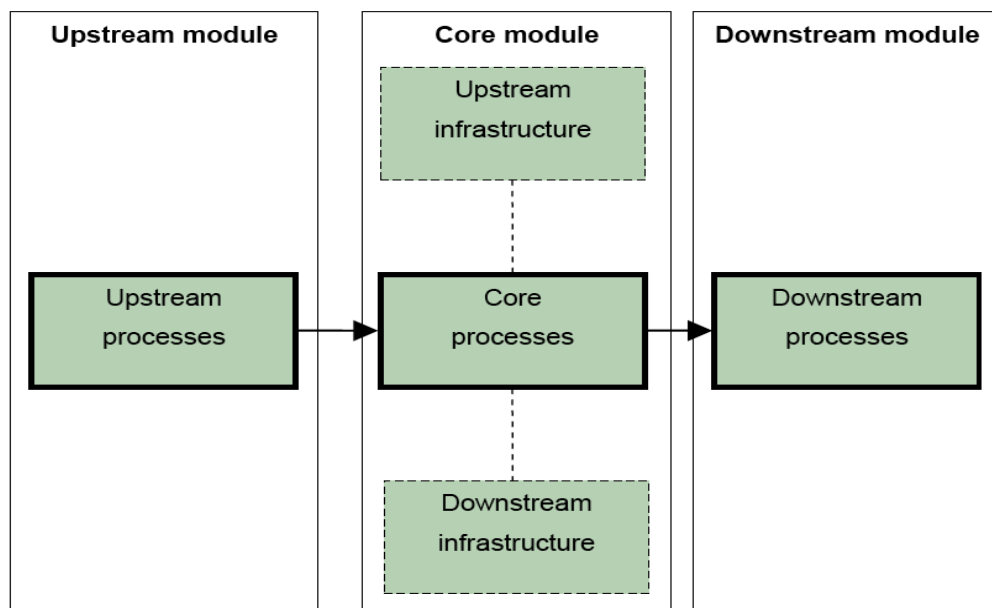 Upstream module
Core module
Downstream module
Upstream
infrastructure
Upstream
processes
Core
processes
Downstream
processes
Downstream
infrastructure